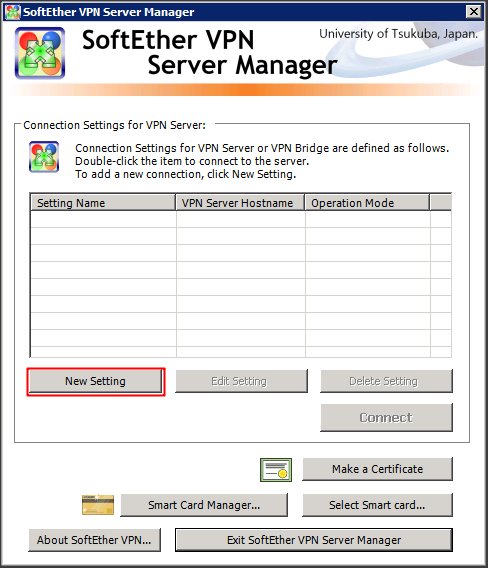 SoftEther VPN Server Manager
SoftEther VPN
Server Manager
University of Tsukuba, Japan.
Connection Settings for VPN Server:
Connection Settings for VPN Server or VPN Bridge are defined as follows.
Double-click the item to connect to the server.
To add a new connection, click New Setting.
Setting Name VPN Server Hostname Operation Mode
New Setting Edit Setting Delete Setting
Connect
Make a Certificate
Smart Card Manager... Select Smart card...
About SoftEther VPN... Exit SoftEther VPN Server Manager